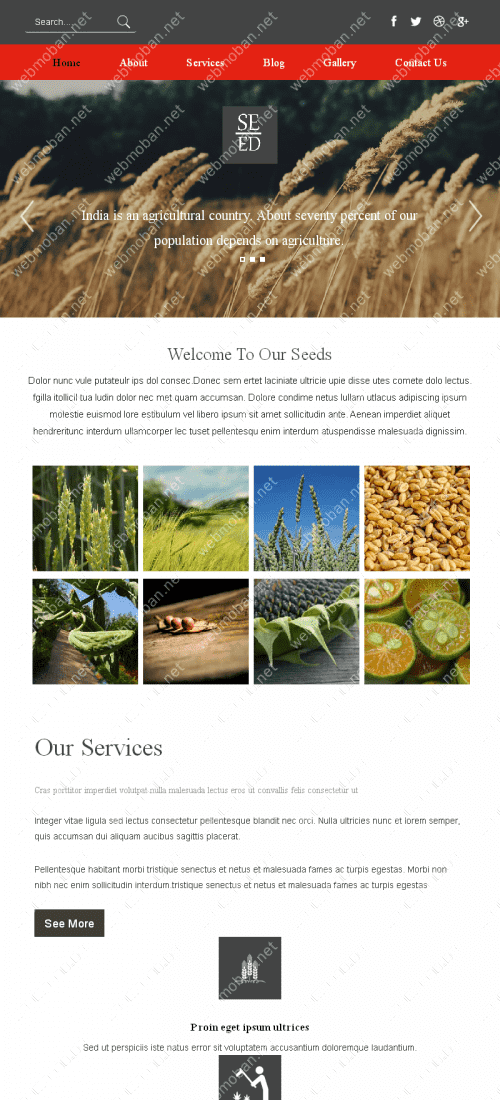 Search...
Home About Services Blog Gallery Contact Us
SE
ED
India is an agricultural country. About seventy percent of our
population depends on agriculture.
Welcome To Our Seeds
Dolor nunc vule putateulr ips dol consec.Donec sem ertet laciniate ultricie upie disse utes comete dolo lectus.
fgilla itollicil tua ludin dolor nec met quam accumsan. Dolore condime netus lullam utlacus adipiscing ipsum
molestie euismod lore estibulum vel libero ipsum sit amet sollicitudin ante. Aenean imperdiet aliquet
hendreritunc interdum ullamcorper lec tuset pellentesqu enim interdum atuspendisse malesuada dignissim.
Our Services
Cras porttitor imperdiet volutpat nulla malesuada lectus eros ut convallis felis consectetur ut
Integer vitae ligula sed lectus consectetur pellentesque blandit nec orci. Nulla ultricies nunc et lorem semper,
quis accumsan dui aliquam aucibus sagittis placerat.
Pellentesque habitant morbi tristique senectus et netus et malesuada fames ac turpis egestas. Morbi non
nibh nec enim sollicitudin interdum.tristique senectus et netus et malesuada fames ac turpis egestas
See More
Proin eget ipsum ultrices
Sed ut perspiciis iste natus error sit voluptatem accusantium doloremque laudantium.
webmoban.net